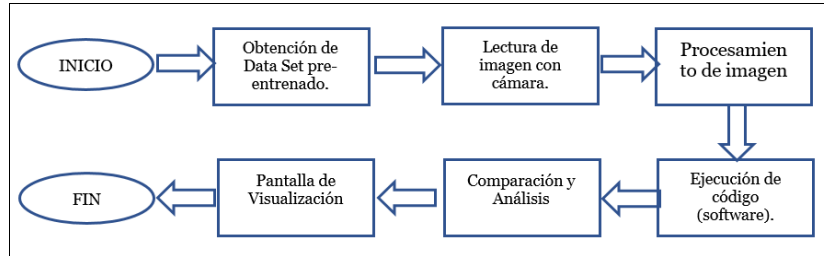 INICIO
Obtención de
Data Set pre-
entrenado.
Lectura de
imagen con
cámara.
Procesamien
to de imagen
Ejecución de
código
(software).
Comparación y
Análisis
Pantalla de
Visualización
FIN